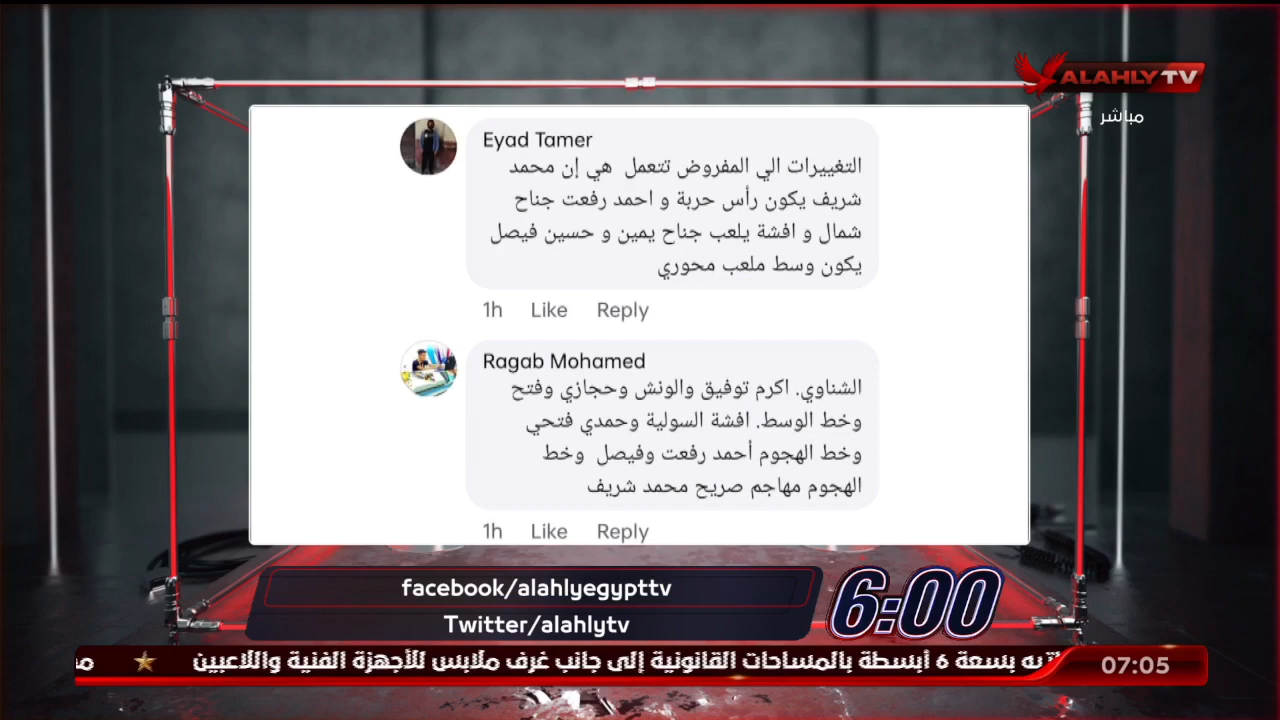 ALAHLY TV
مباشر
Eyad Tamer
التغييرات الي المفروض تتعمل هي إن محمد
شريف يكون رأس حربة و احمد رفعت جناح
شمال و افشة يلعب جناح يمين و حسين فيصل
يكون وسط ملعب محوري
1h Like Reply
Ragab Mohamed
الشناوي. اكرم توفيق والونش وحجازي وفتح
وخط الوسط. افشة السولية وحمدي فتحي
وخط الهجوم أحمد رفعت وفيصل وخط
الهجوم مهاجم صريح محمد شريف
1h Like Reply
facebook/alahlyegypttv
Twitter/alahlytv
6:00
بسعة 6 أبسطة بالمساحات القانونية إلى جانب غرف ملابس للأجهزة الفنية واللاعبين
07:05